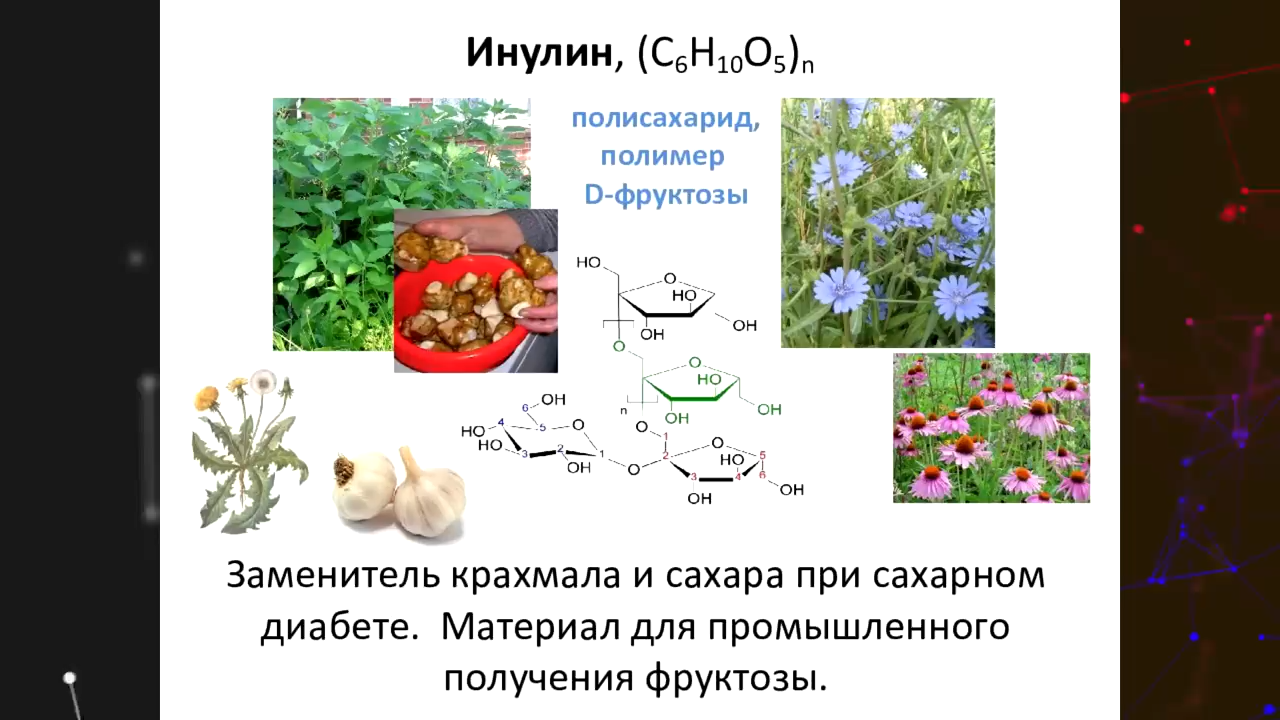 Инулин, (C₆H₁₀O₅)ₙ
полисахарид,
полимер
D-фруктозы
HO
O
HO
OH
OH
O
O
HO
OH
OH
n
O
6
OH
HO
4
5
O
HO
3
2
1
OH
O
1
2
O
HO
5
3
4
6
OH
OH
Заменитель крахмала и сахара при сахарном
диабете. Материал для промышленного
получения фруктозы.